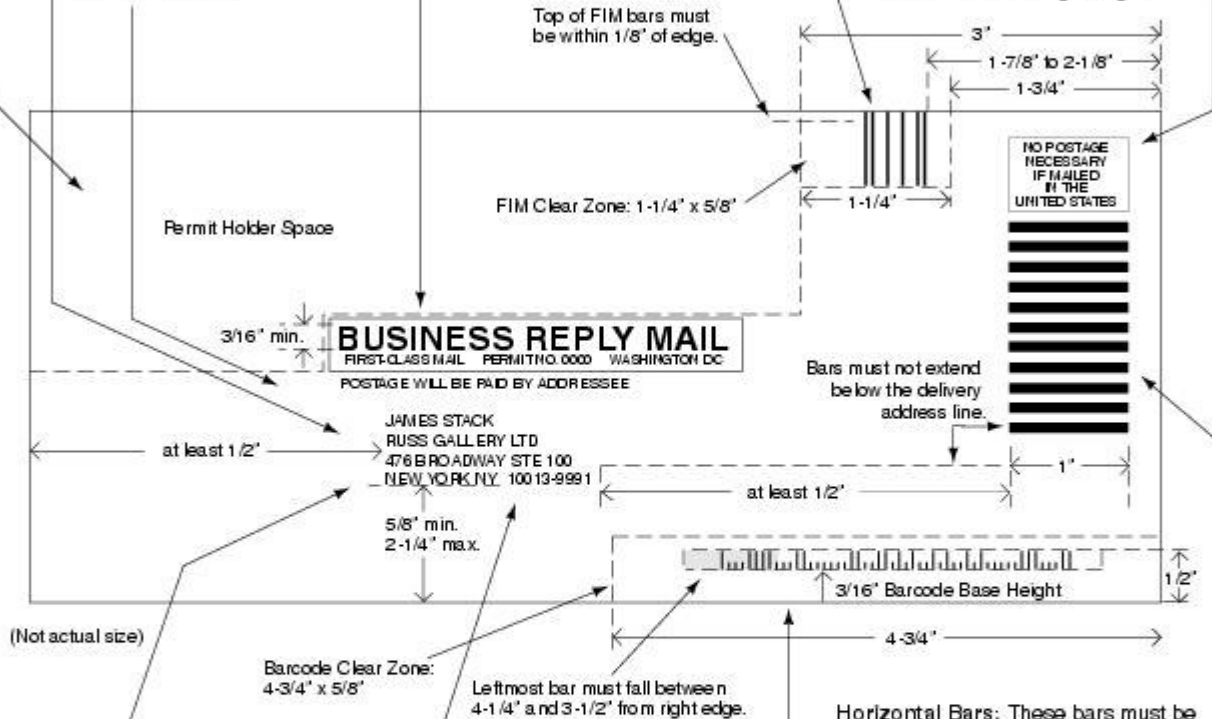 Top of FIM bars must
be within 1/8" of edge.
3"
1-7/8" to 2-1/8"
1-3/4"
NO POSTAGE
NECESSARY
IF MAILED
IN THE
UNITED STATES
FIM Clear Zone: 1-1/4" x 5/8"
1-1/4"
Permit Holder Space
3/16" min.
BUSINESS REPLY MAIL
FIRST-CLASS MAIL PERMIT NO. 0000 WASHINGTON DC
POSTAGE WILL BE PAID BY ADDRESSEE
Bars must not extend
below the delivery
address line.
JAMES STACK
RUSS GALLERY LTD
476 BROADWAY STE 100
NEW YORK NY 10013-9991
at least 1/2"
1"
at least 1/2"
5/8" min.
2-1/4" max.
3/16" Barcode Base Height
1/2"
(Not actual size)
4-3/4"
Barcode Clear Zone:
4-3/4" x 5/8"
Leftmost bar must fall between
4-1/4" and 3-1/2" from right edge.
Horizontal Bars: These bars must be